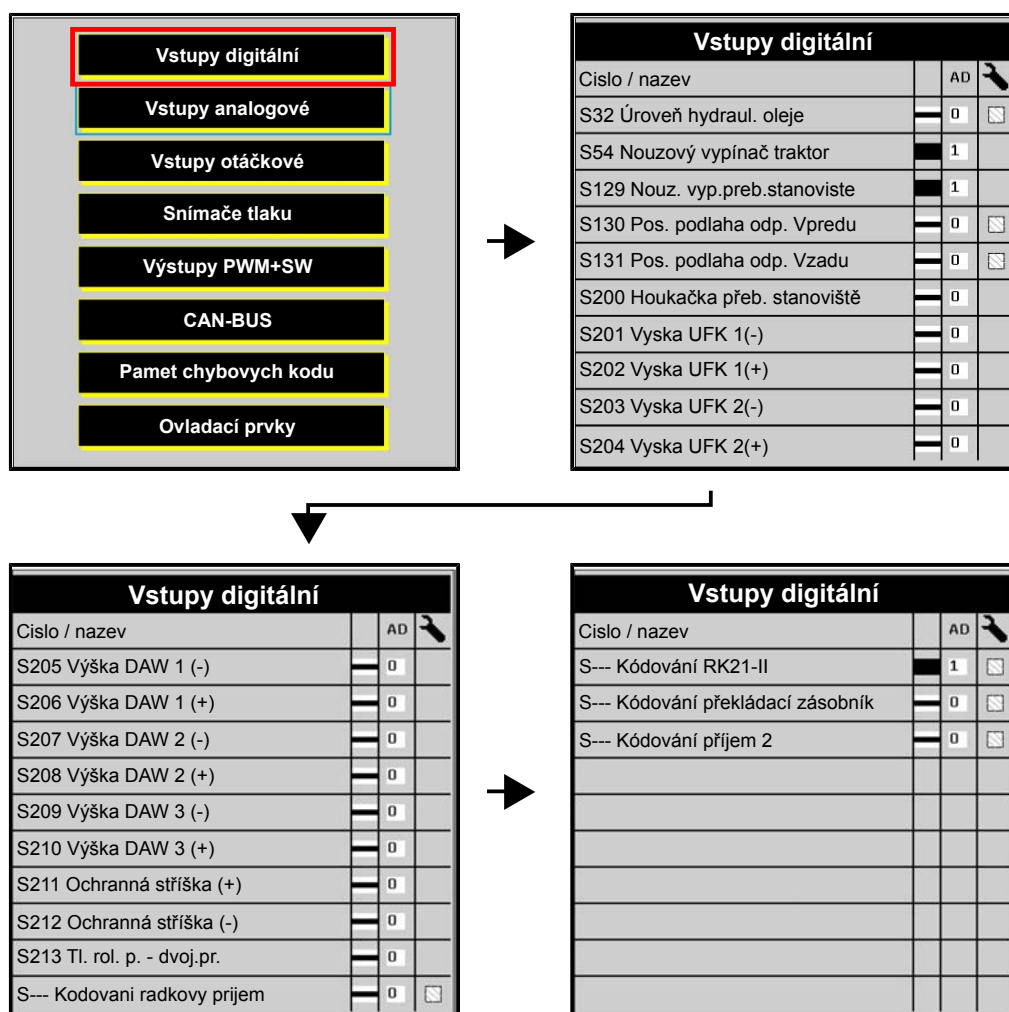 Vstupy digitální
Vstupy analogové
Vstupy otáčkové
Snímače tlaku
Výstupy PWM+SW
CAN-BUS
Pamet chybovych kodu
Ovladací prvky
Vstupy digitální
Cislo / nazev AD
S32 Úroveň hydraul. oleje 0
S54 Nouzový vypínač traktor 1
S129 Nouz. vyp.preb.stanoviste 1
S130 Pos. podlaha odp. Vpredu 0
S131 Pos. podlaha odp. Vzadu 0
S200 Houkačka přeb. stanoviště 0
S201 Vyska UFK 1(-) 0
S202 Vyska UFK 1(+) 0
S203 Vyska UFK 2(-) 0
S204 Vyska UFK 2(+) 0
Vstupy digitální
Cislo / nazev AD
S205 Výška DAW 1 (-) 0
S206 Výška DAW 1 (+) 0
S207 Výška DAW 2 (-) 0
S208 Výška DAW 2 (+) 0
S209 Výška DAW 3 (-) 0
S210 Výška DAW 3 (+) 0
S211 Ochranná stříška (+) 0
S212 Ochranná stříška (-) 0
S213 Tl. rol. p. - dvoj.pr. 0
S--- Kodovani radkovy prijem 0
Vstupy digitální
Cislo / nazev AD
S--- Kódování RK21-II 1
S--- Kódování překládací zásobník 0
S--- Kódování příjem 2 0